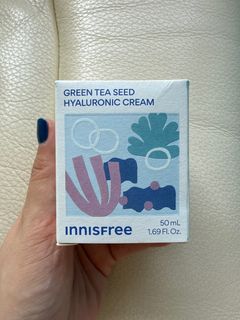 GREEN TEA SEED
HYALURONIC CREAM
INNISFREE
50 mL
1.69 Fl. Oz.